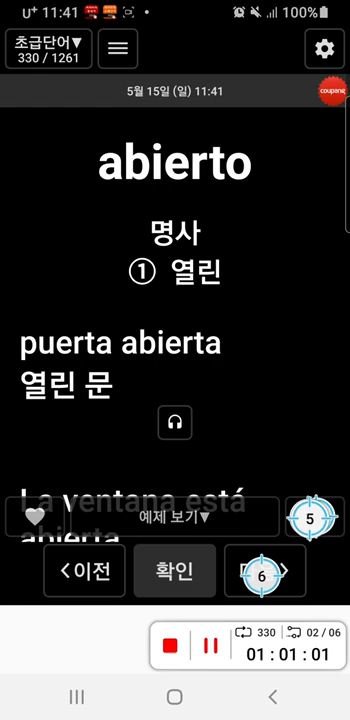 U+ 11:41 100%
초급단어▼
330 / 1261
5월 15일 (일) 11:41
coupang
abierto
명사
① 열린
puerta abierta
열린 문
La ventana está
abierta
예제 보기▼
5
<이전
확인
6
>
330 02 / 06
01 : 01 : 01